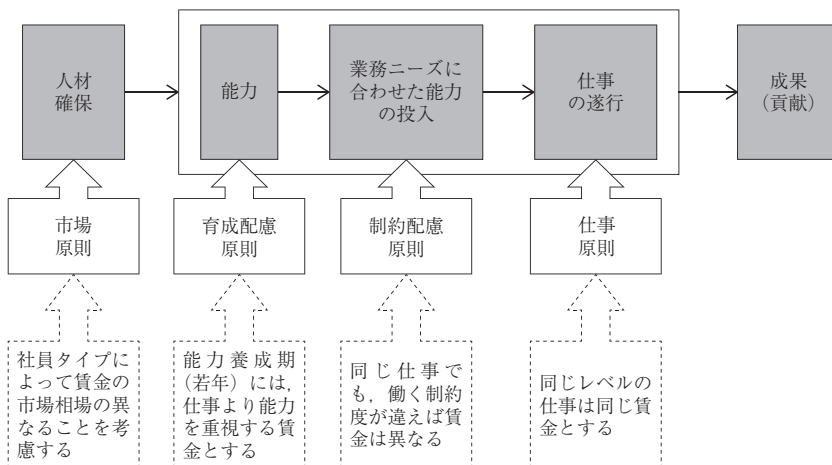 人材
確保
能力
業務ニーズに
合わせた能力
の投入
仕事
の遂行
成果
（貢献）
市場
原則
育成配慮
原則
制約配慮
原則
仕事
原則
社員タイプに
よって賃金の
市場相場の異
なることを考
慮する
能力養成期
（若年）には，
仕事より能力
を重視する賃
金とする
同じ仕事で
も，働く制約
度が違えば賃
金は異なる
同じレベルの
仕事は同じ賃
金とする